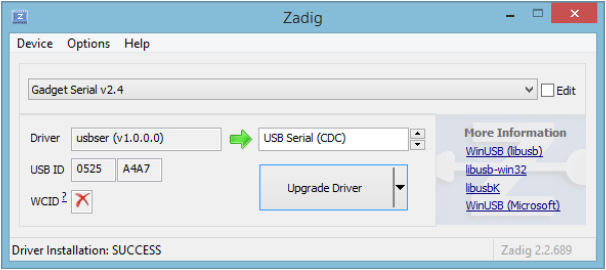 Zadig
Device Options Help
Gadget Serial v2.4
Edit
Driver usbser (v1.0.0.0) USB Serial (CDC)
USB ID 0525 A4A7
WCID ?
Upgrade Driver
More Information
WinUSB (libusb)
libusb-win32
libusbK
WinUSB (Microsoft)
Driver Installation: SUCCESS
Zadig 2.2.689